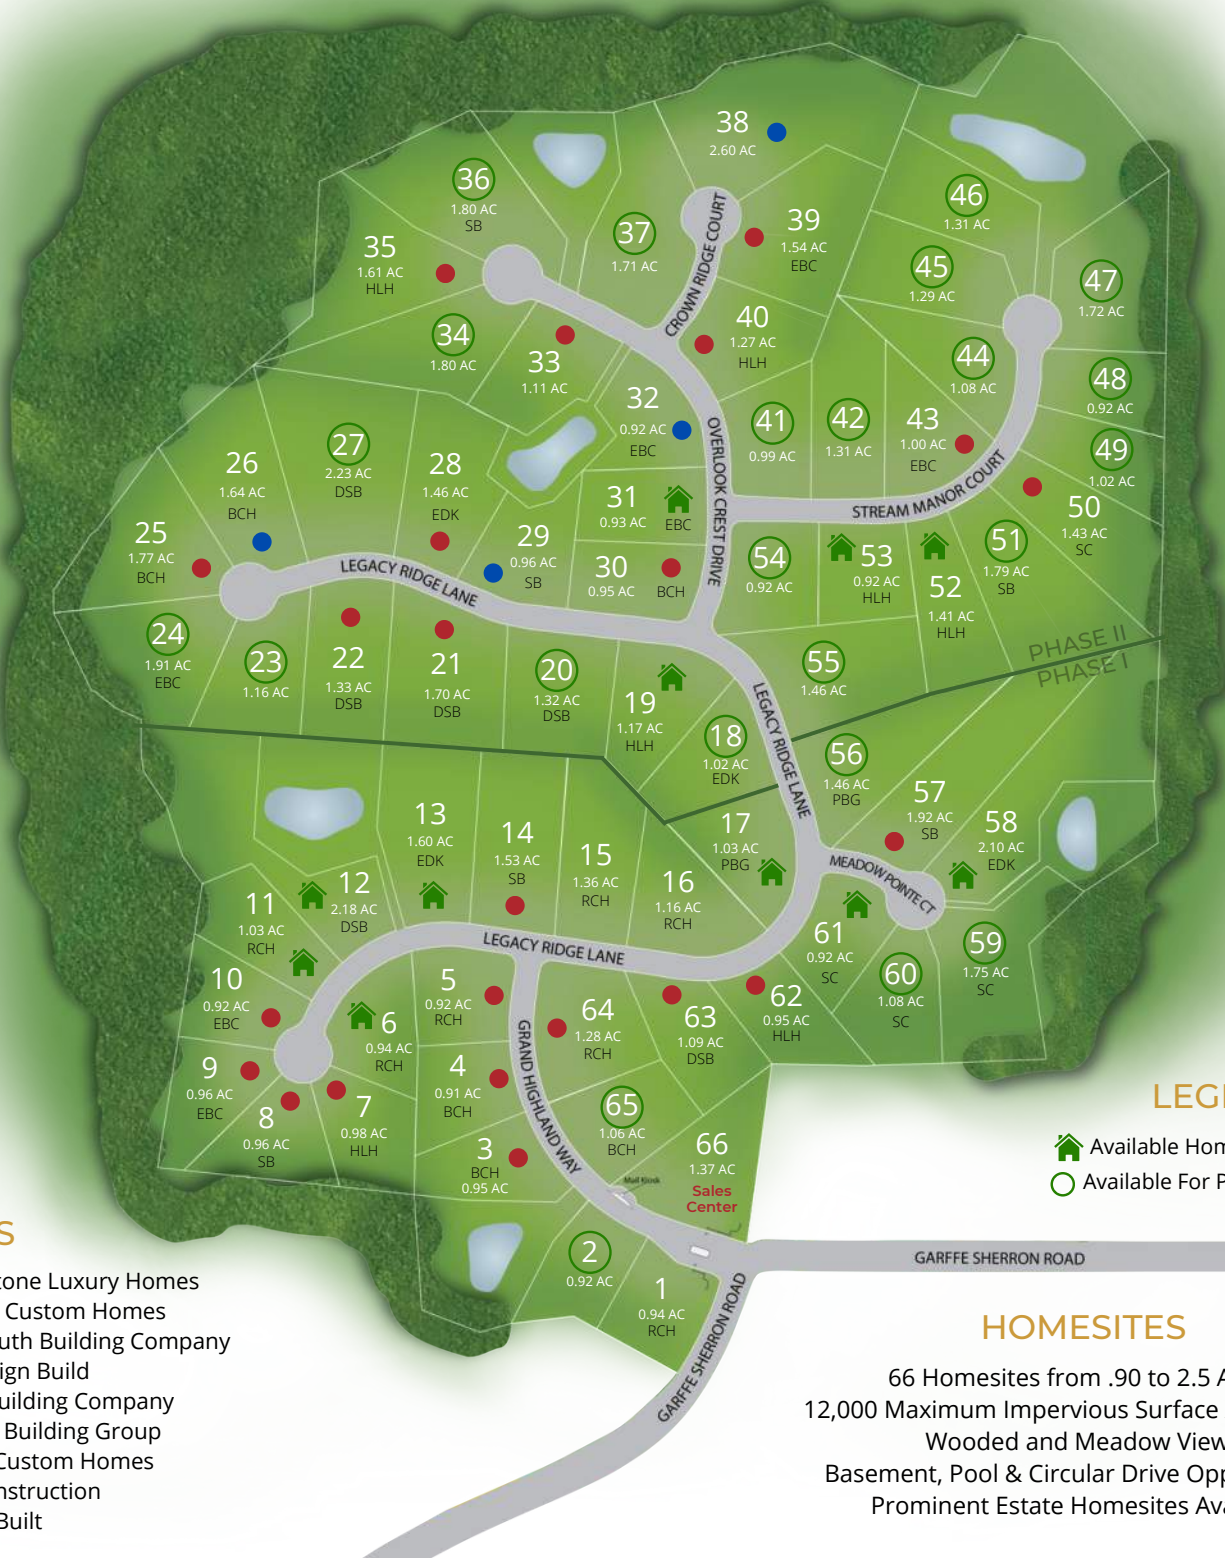 38
2.60 AC
36
1.80 AC
SB
37
1.71 AC
CROWN RIDGE COURT
39
1.54 AC
EBC
46
1.31 AC
35
1.61 AC
HLH
45
1.29 AC
47
1.72 AC
34
1.80 AC
33
1.11 AC
40
1.27 AC
HLH
44
1.08 AC
48
0.92 AC
32
0.92 AC
EBC
OVERLOOK CREST DRIVE
41
0.99 AC
42
1.31 AC
43
1.00 AC
EBC
49
1.02 AC
27
2.23 AC
DSB
28
1.46 AC
EDK
26
1.64 AC
BCH
31
0.93 AC
EBC
STREAM MANOR COURT
50
1.43 AC
SC
25
1.77 AC
BCH
29
0.96 AC
SB
30
0.95 AC
BCH
54
0.92 AC
53
0.92 AC
HLH
52
1.41 AC
HLH
51
1.79 AC
SB
LEGACY RIDGE LANE
24
1.91 AC
EBC
23
1.16 AC
22
1.33 AC
DSB
21
1.70 AC
DSB
20
1.32 AC
DSB
19
1.17 AC
HLH
55
1.46 AC
PHASE II
PHASE I
18
1.02 AC
EDK
LEGACY RIDGE LANE
56
1.46 AC
PBG
57
1.92 AC
SB
58
2.10 AC
EDK
13
1.60 AC
EDK
14
1.53 AC
SB
15
1.36 AC
RCH
16
1.16 AC
RCH
17
1.03 AC
PBG
MEADOW POINTE CT
12
2.18 AC
DSB
11
1.03 AC
RCH
LEGACY RIDGE LANE
61
0.92 AC
SC
60
1.08 AC
SC
59
1.75 AC
SC
10
0.92 AC
EBC
5
0.92 AC
RCH
6
0.94 AC
RCH
64
1.28 AC
RCH
63
1.09 AC
DSB
62
0.95 AC
HLH
9
0.96 AC
EBC
8
0.96 AC
SB
7
0.98 AC
HLH
4
0.91 AC
BCH
GRAND HIGHLAND WAY
65
1.06 AC
BCH
3
BCH
0.95 AC
66
1.37 AC
Sales
Center
Mail Kiosk
2
0.92 AC
1
0.94 AC
RCH
GARFFE SHERRON ROAD
GARFFE SHERRON ROAD
LEGE
Available Hom
Available For P
S
tone Luxury Homes
Custom Homes
uth Building Company
ign Build
uilding Company
Building Group
Custom Homes
nstruction
Built
HOMESITES
66 Homesites from .90 to 2.5 A
12,000 Maximum Impervious Surface
Wooded and Meadow View
Basement, Pool & Circular Drive Opp
Prominent Estate Homesites Ava